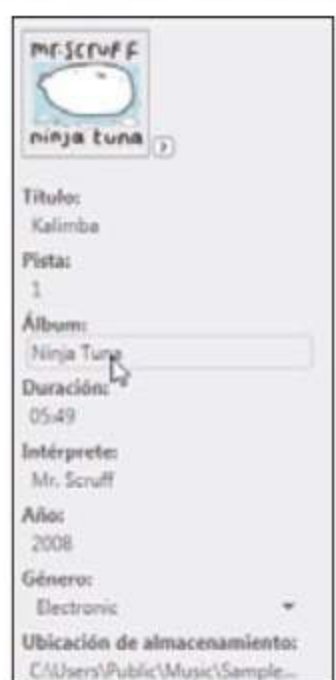 mr.scruff
ninja tuna
Título:
Kalimba
Pista:
1
Álbum:
Ninja Tuna
Duración:
05:49
Intérprete:
Mr. Scruff
Año:
2008
Género:
Electronic
Ubicación de almacenamiento:
C:\Users\Public\Music\Sample...